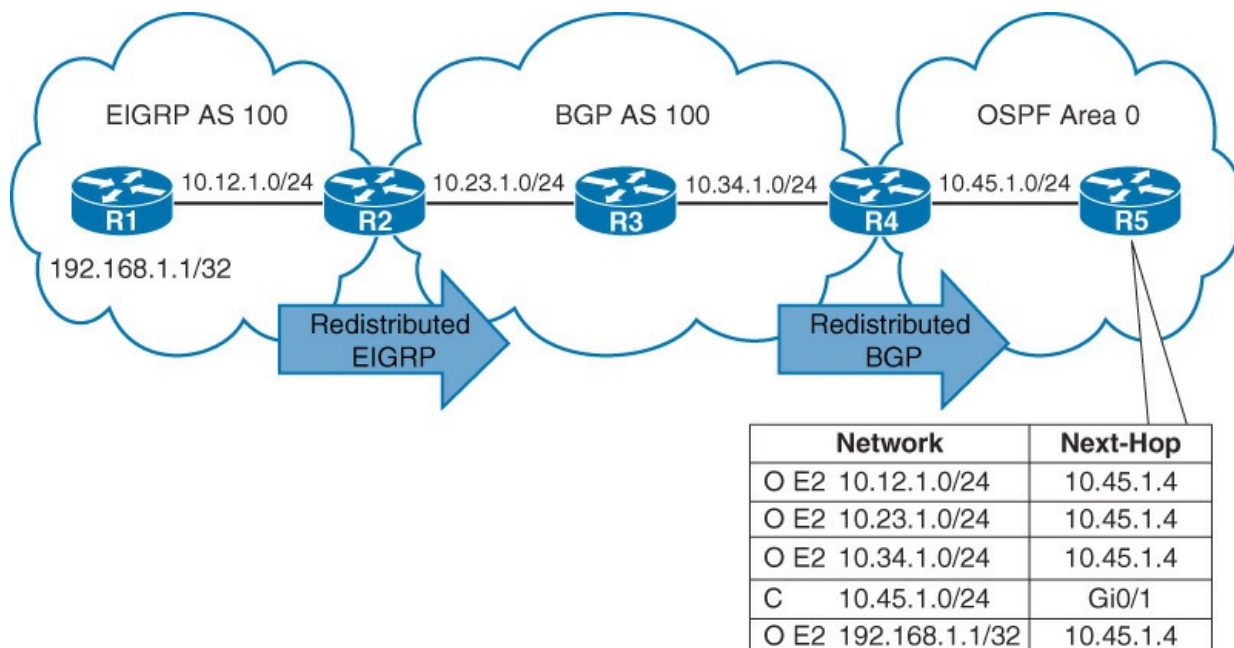 EIGRP AS 100
BGP AS 100
OSPF Area 0
10.12.1.0/24
10.23.1.0/24
10.34.1.0/24
10.45.1.0/24
R1
R2
R3
R4
R5
192.168.1.1/32
Redistributed
EIGRP
Redistributed
BGP
Network Next-Hop
O E2 10.12.1.0/24 10.45.1.4
O E2 10.23.1.0/24 10.45.1.4
O E2 10.34.1.0/24 10.45.1.4
C 10.45.1.0/24 Gi0/1
O E2 192.168.1.1/32 10.45.1.4